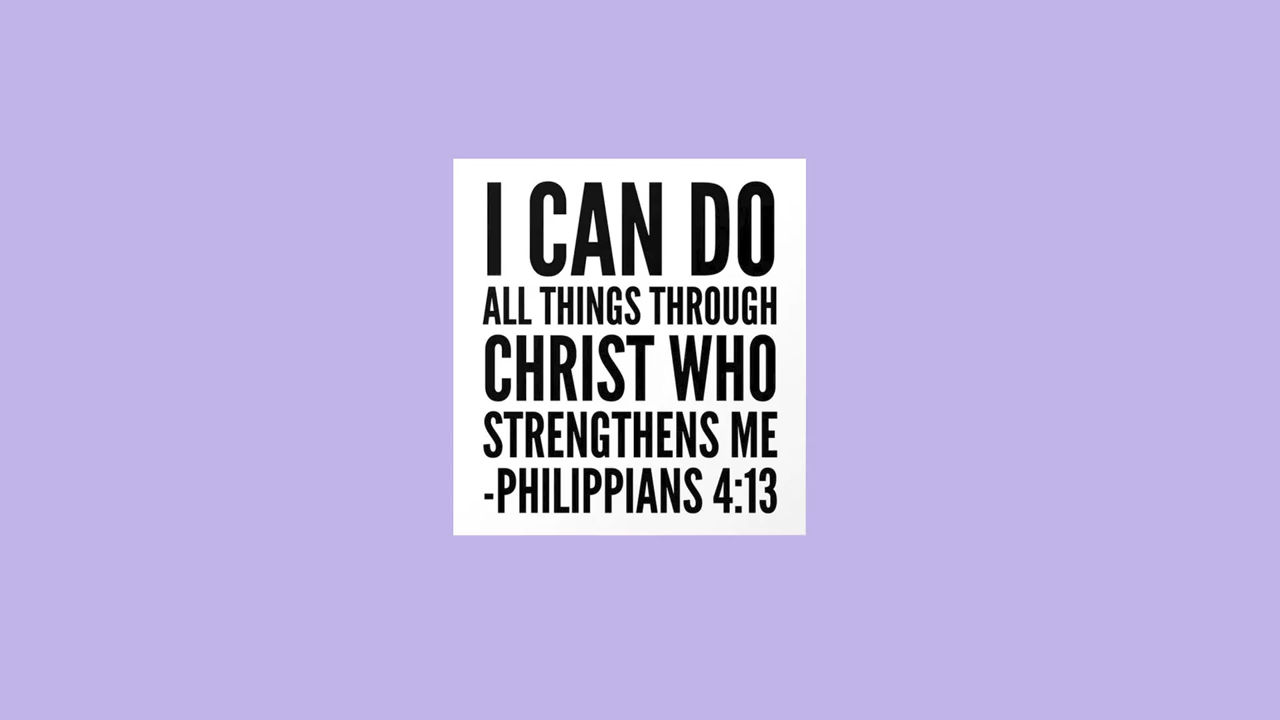 I CAN DO
ALL THINGS THROUGH
CHRIST WHO
STRENGTHENS ME
-PHILIPPIANS 4:13